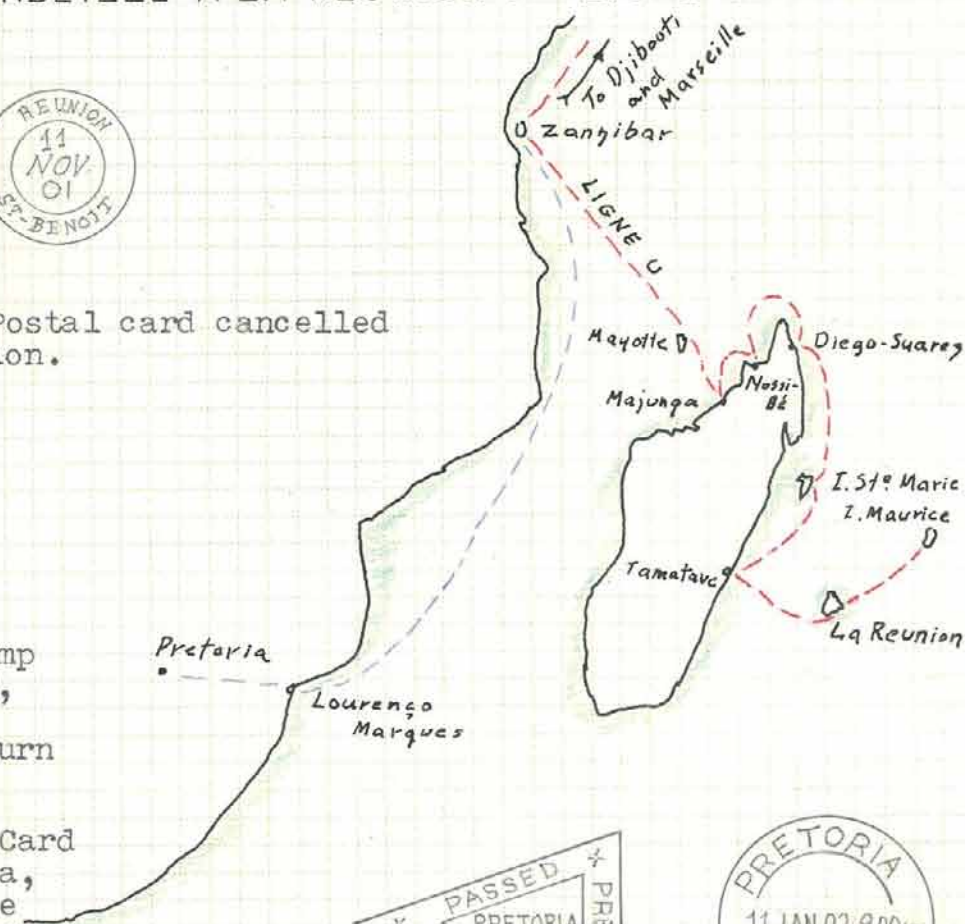 To Djibouti
and
Marseille
Zanzibar
REUNION
11
NOV.
01
ST-BENOIT
LIGNE U
Postal card cancelled
Mayotte
Diego-Suarez
Nossi-
Bé
Majunga
I. Ste Marie
I. Maurice
Tamatave
La Reunion
Pretoria
Lourenço
Marques
urn
Card
PASSED
PRETORIA
PRETORIA
11 JAN 02